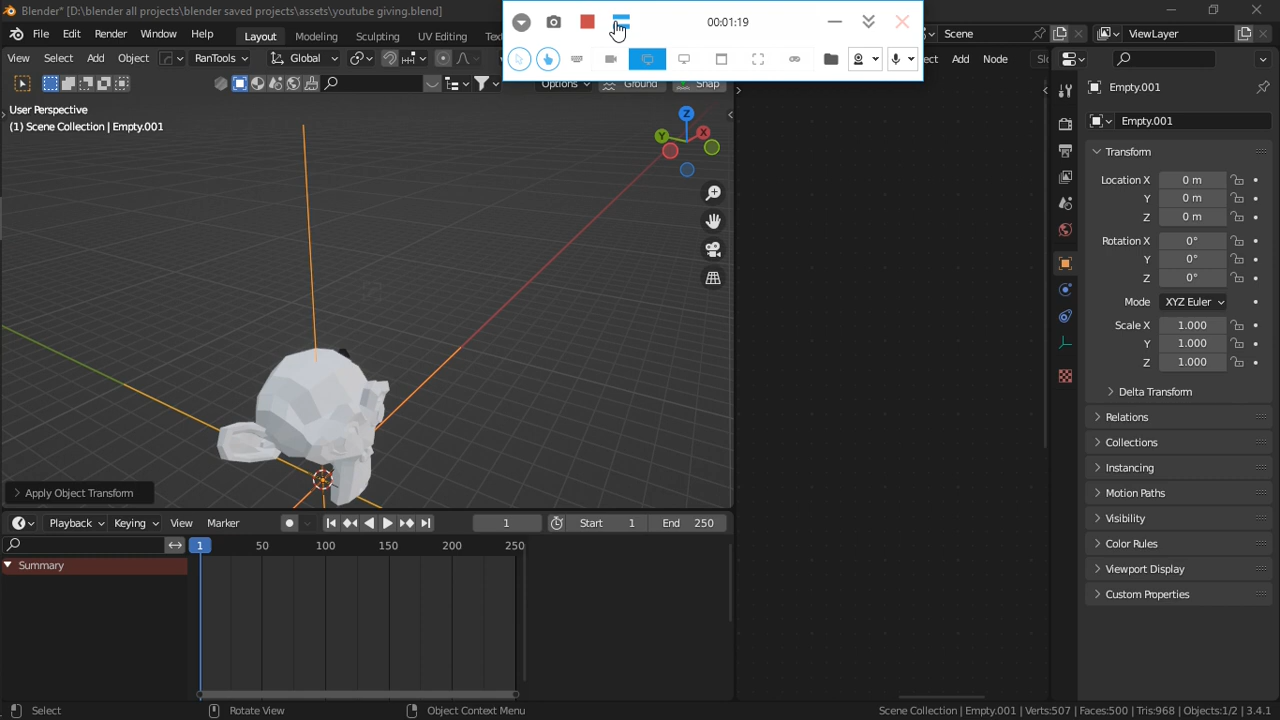 Blender* [D:\blender all projects\blender saved projects\assets\youtube giving.blend]
00:01:19
Edit Render Window
Layout Modeling Sculpting UV Editing
Scene ViewLayer
View Select Add Object Rampals Global
Add Node
Options Ground Snap
User Perspective
(1) Scene Collection | Empty.001
Z
Y X
Apply Object Transform
Empty.001
Empty.001
Transform
Location X 0 m
Y 0 m
Z 0 m
Rotation X 0°
Y 0°
Z 0°
Mode XYZ Euler
Scale X 1.000
Y 1.000
Z 1.000
Delta Transform
Relations
Collections
Instancing
Motion Paths
Visibility
Color Rules
Viewport Display
Custom Properties
Playback Keying View Marker
1 Start 1 End 250
1 50 100 150 200 250
Summary
Select Rotate View Object Context Menu
Scene Collection | Empty.001 | Verts:507 | Faces:500 | Tris:968 | Objects:1/2 | 3.4.1